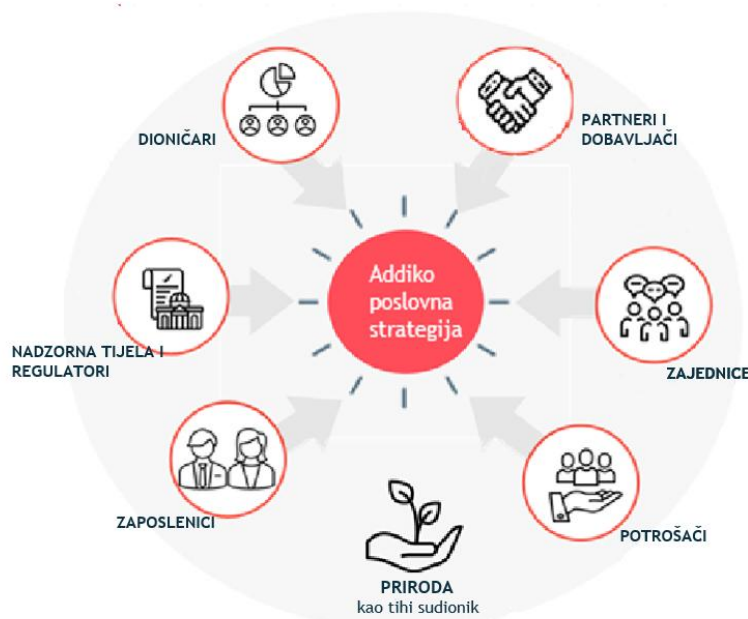 DIONIČARI
PARTNERI I
DOBAVLJAČI
Addiko
poslovna
strategija
NADZORNA TIJELA I
REGULATORI
ZAJEDNICE
ZAPOSLENICI
POTROŠAČI
PRIRODA
kao tihi sudionik